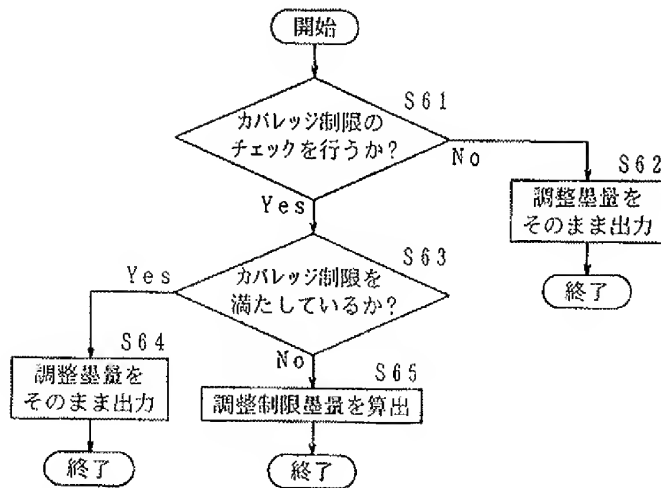 開始
S61
カバレッジ制限の
チェックを行うか?
No
Yes
S62
調整墨量を
そのまま出力
終了
S63
カバレッジ制限を
満たしているか?
Yes
No
S64
調整墨量を
そのまま出力
終了
S65
調整制限墨量を算出
終了